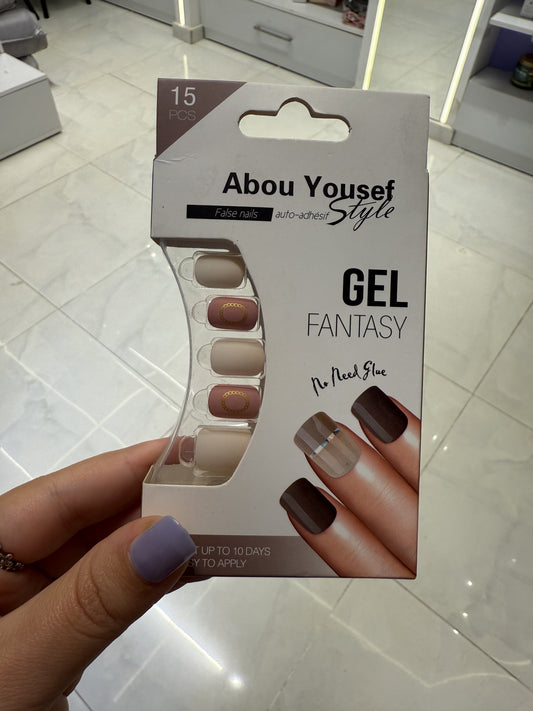 15
PCS
Abou Yousef
False nails auto-adhésif Style
GEL
FANTASY
No Need Glue
UP TO 10 DAYS
TO APPLY